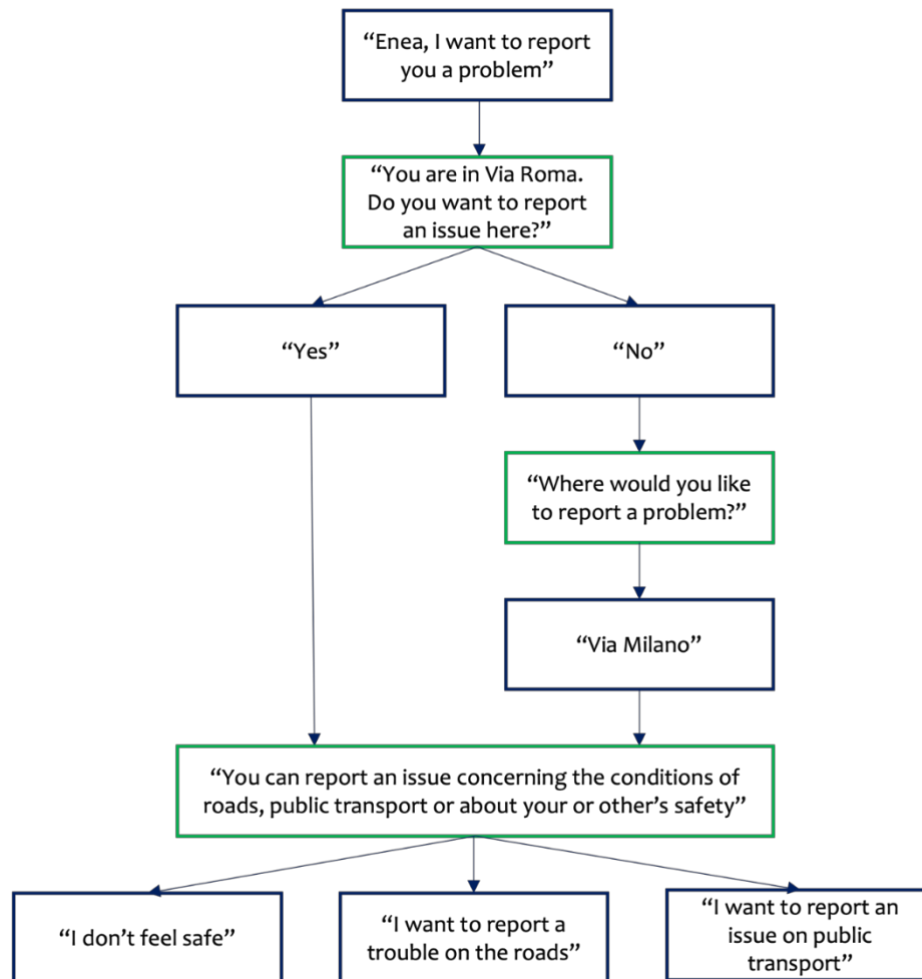 “Enea, I want to report
you a problem”
“You are in Via Roma.
Do you want to report
an issue here?”
“Yes”
“No”
“Where would you like
to report a problem?”
“Via Milano”
“You can report an issue concerning the conditions of
roads, public transport or about your or other’s safety”
“I don’t feel safe”
“I want to report a
trouble on the roads”
“I want to report an
issue on public
transport”